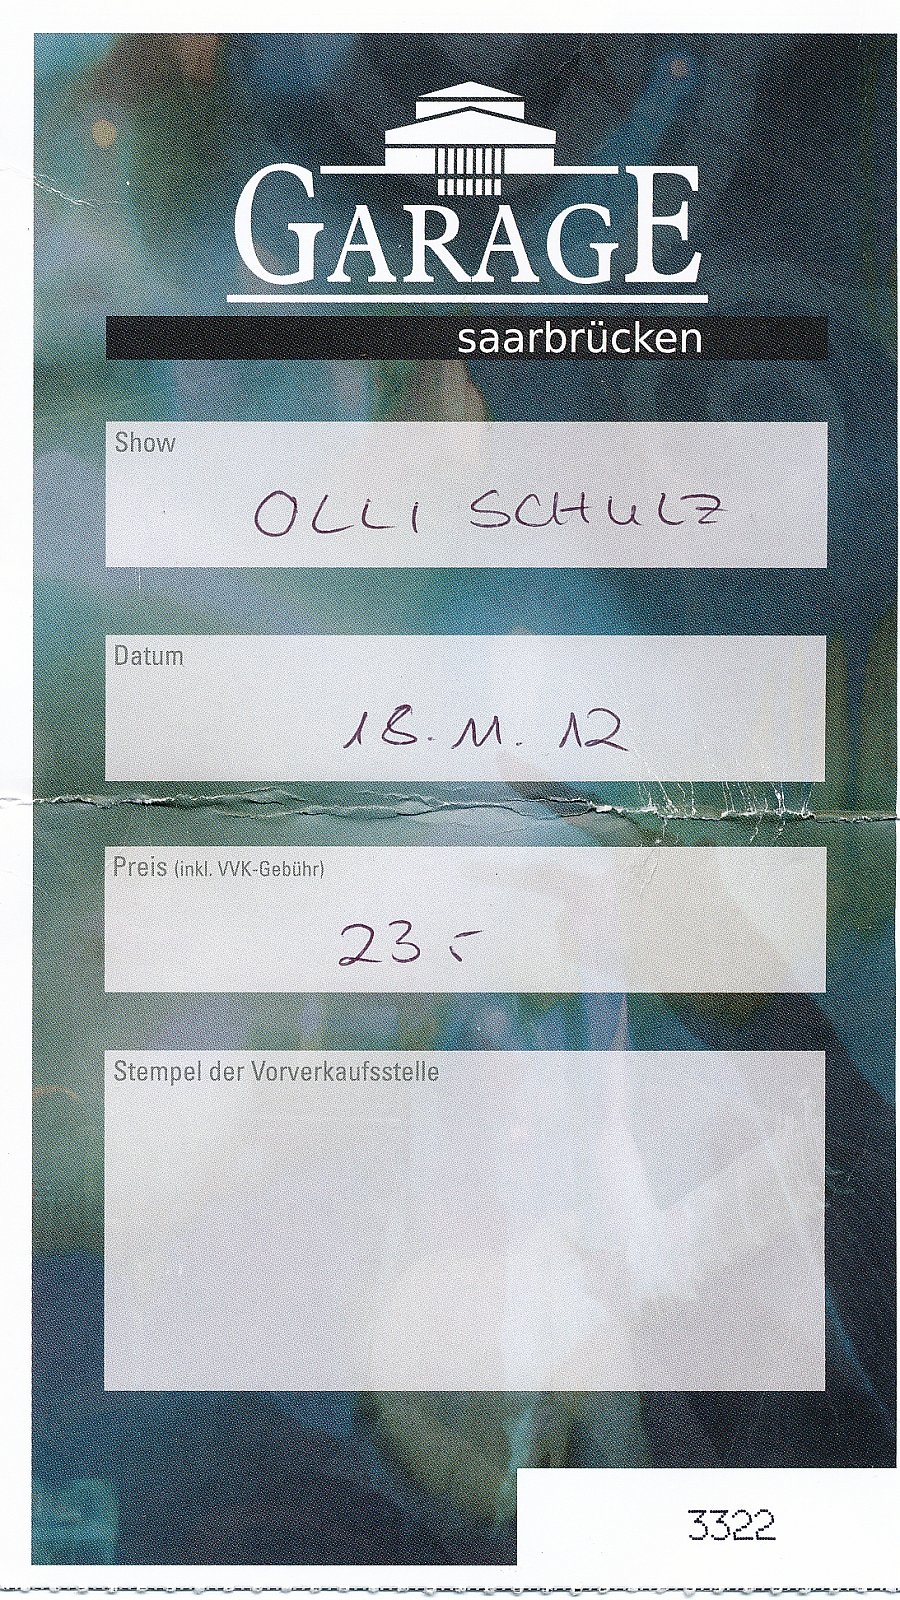 GARAGE
saarbrücken
Show
OLLI SCHULZ
Datum
18. 11. 12
Preis (inkl. VVK-Gebühr)
23,-
Stempel der Vorverkaufsstelle
3322